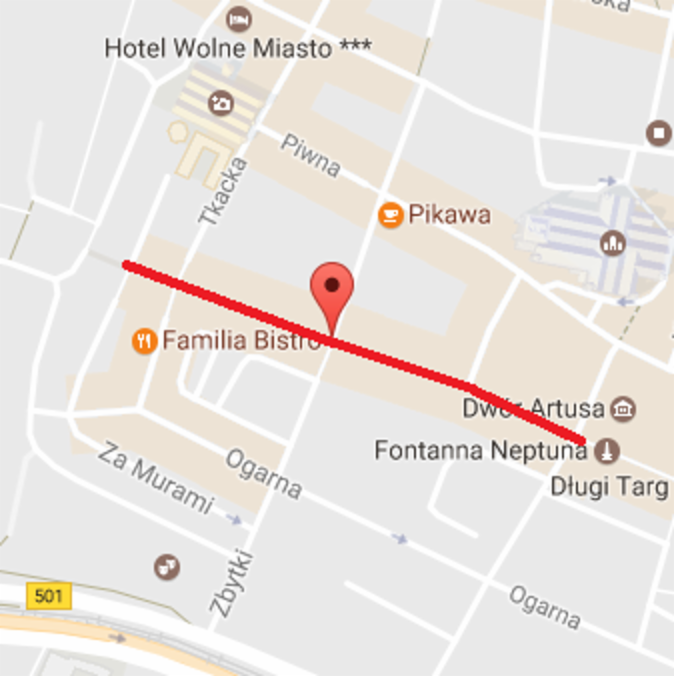 Hotel Wolne Miasto ***
Piwna
Tkacka
Pikawa
Familia Bistro
Dwór Artusa
Fontanna Neptuna
Długi Targ
Za Murami
Ogarna
Zbytki
501
Ogarna